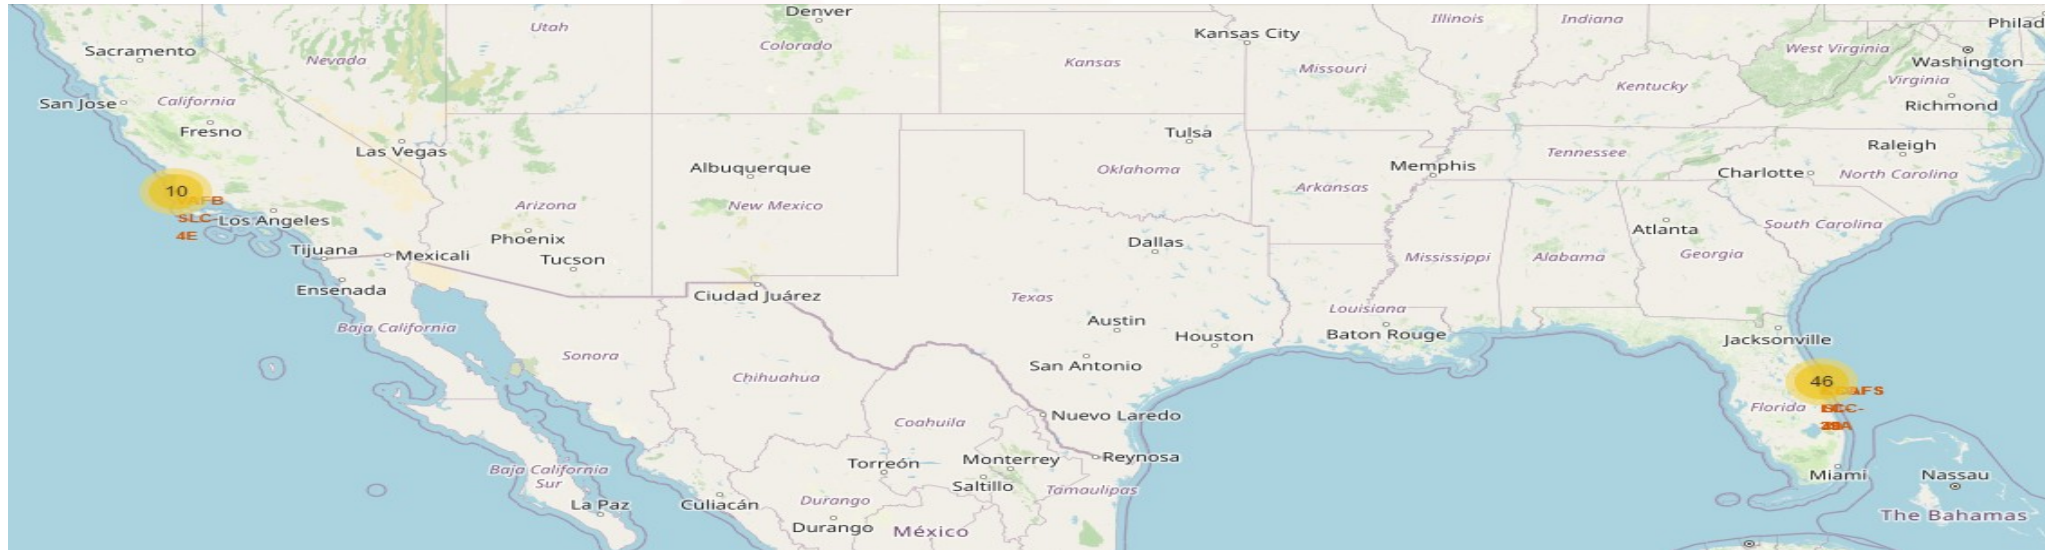 Denver
Philad
Utah
Illinois
Indiana
Sacramento
Kansas City
Colorado
West Virginia
Nevada
Kansas
Missouri
Washington
Virginia
Kentucky
San Jose
California
Richmond
Fresno
Tulsa
Las Vegas
Raleigh
Tennessee
Albuquerque
Memphis
Oklahoma
Charlotte
North Carolina
10
Arkansas
VAFB
Arizona
New Mexico
SLC-
Los Angeles
South Carolina
4E
Atlanta
Phoenix
Dallas
Tijuana
Mexicali
Tucson
Mississippi
Alabama
Georgia
Ensenada
Ciudad Juárez
Texas
Louisiana
Baja California
Austin
Houston
Baton Rouge
Jacksonville
Sonora
San Antonio
Chihuahua
46
Florida
Nuevo Laredo
Coahuila
Reynosa
Torreón
Monterrey
Baja California
Sur
Miami
Nassau
Saltillo
Tamaulipas
La Paz
Culiacán
Durango
The Bahamas
Durango
México